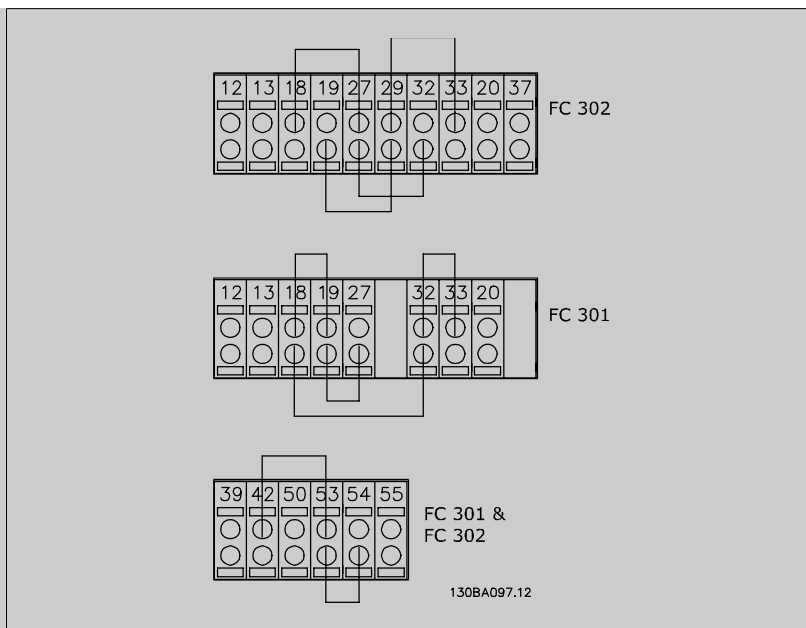 12 13 18 19 27 29 32 33 20 37
FC 302
12 13 18 19 27 32 33 20
FC 301
39 42 50 53 54 55
FC 301 &
FC 302
130BA097.12